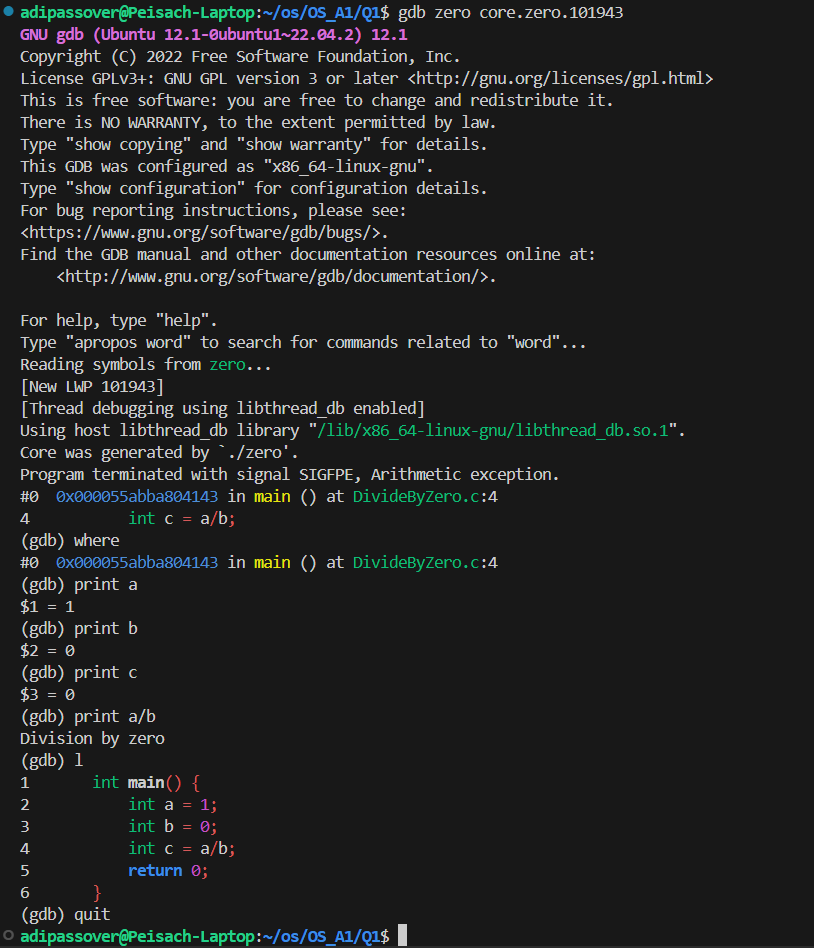 adipassover@Peisach-Laptop:~/os/OS_A1/Q1$ gdb zero core.zero.101943
GNU gdb (Ubuntu 12.1-0ubuntu1~22.04.2) 12.1
Copyright (C) 2022 Free Software Foundation, Inc.
License GPLv3+: GNU GPL version 3 or later <http://gnu.org/licenses/gpl.html>
This is free software: you are free to change and redistribute it.
There is NO WARRANTY, to the extent permitted by law.
Type "show copying" and "show warranty" for details.
This GDB was configured as "x86_64-linux-gnu".
Type "show configuration" for configuration details.
For bug reporting instructions, please see:
<https://www.gnu.org/software/gdb/bugs/>.
Find the GDB manual and other documentation resources online at:
    <http://www.gnu.org/software/gdb/documentation/>.

For help, type "help".
Type "apropos word" to search for commands related to "word"...
Reading symbols from zero...
[New LWP 101943]
[Thread debugging using libthread_db enabled]
Using host libthread_db library "/lib/x86_64-linux-gnu/libthread_db.so.1".
Core was generated by `./zero'.
Program terminated with signal SIGFPE, Arithmetic exception.
#0  0x000055abba804143 in main () at DivideByZero.c:4
4           int c = a/b;
(gdb) where
#0  0x000055abba804143 in main () at DivideByZero.c:4
(gdb) print a
$1 = 1
(gdb) print b
$2 = 0
(gdb) print c
$3 = 0
(gdb) print a/b
Division by zero
(gdb) l
1       int main() {
2           int a = 1;
3           int b = 0;
4           int c = a/b;
5           return 0;
6       }
(gdb) quit
adipassover@Peisach-Laptop:~/os/OS_A1/Q1$